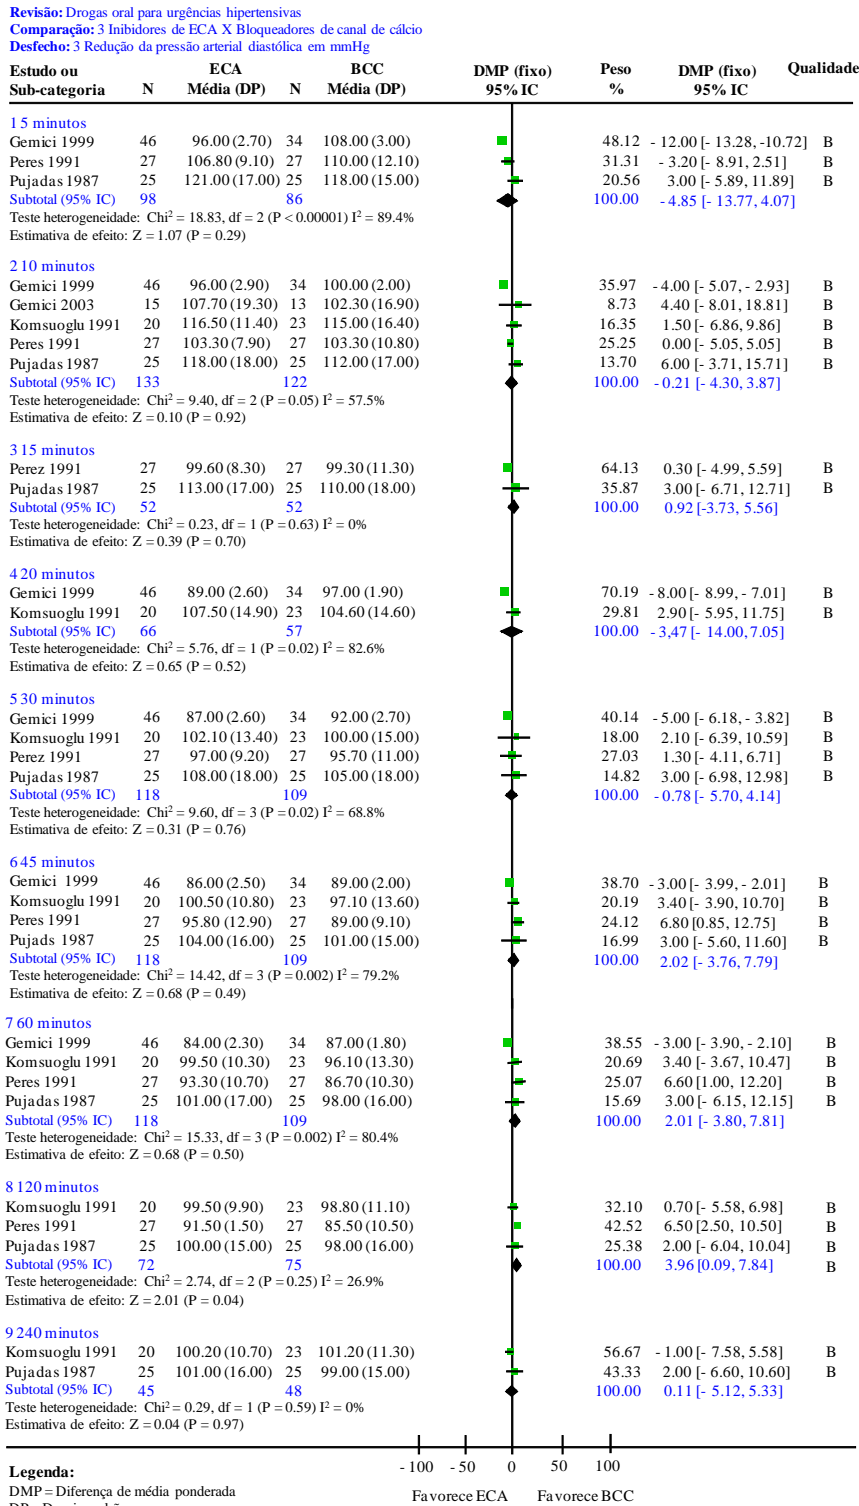 Revisão: Drogas oral para urgências hipertensivas
Comparação: 3 Inibidores de ECA X Bloqueadores de canal de cálcio
Desfecho: 3 Redução da pressão arterial diastólica em mmHg
Estudo ou ECA BCC DMP (fixo) Peso DMP (fixo) Qualidade
Sub-categoria N Média (DP) N Média (DP) 95% IC % 95% IC
1 5 minutos
Gemici 1999 46 96.00 (2.70) 34 108.00 (3.00) 48.12 - 12.00 [- 13.28, -10.72] B
Peres 1991 27 106.80 (9.10) 27 110.00 (12.10) 31.31 - 3.20 [- 8.91, 2.51] B
Pujadas 1987 25 121.00 (17.00) 25 118.00 (15.00) 20.56 3.00 [- 5.89, 11.89] B
Subtotal (95% IC) 98 86 100.00 - 4.85 [- 13.77, 4.07]
Teste heterogeneidade: Chi² = 18.83, df = 2 (P < 0.00001) I² = 89.4%
Estimativa de efeito: Z = 1.07 (P = 0.29)
2 10 minutos
Gemici 1999 46 96.00 (2.90) 34 100.00 (2.00) 35.97 - 4.00 [- 5.07, - 2.93] B
Gemici 2003 15 107.70 (19.30) 13 102.30 (16.90) 8.73 4.40 [- 8.01, 18.81] B
Komsuoglu 1991 20 116.50 (11.40) 23 115.00 (16.40) 16.35 1.50 [- 6.86, 9.86] B
Peres 1991 27 103.30 (7.90) 27 103.30 (10.80) 25.25 0.00 [- 5.05, 5.05] B
Pujadas 1987 25 118.00 (18.00) 25 112.00 (17.00) 13.70 6.00 [- 3.71, 15.71] B
Subtotal (95% IC) 133 122 100.00 - 0.21 [- 4.30, 3.87]
Teste heterogeneidade: Chi² = 9.40, df = 2 (P = 0.05) I² = 57.5%
Estimativa de efeito: Z = 0.10 (P = 0.92)
3 15 minutos
Perez 1991 27 99.60 (8.30) 27 99.30 (11.30) 64.13 0.30 [- 4.99, 5.59] B
Pujadas 1987 25 113.00 (17.00) 25 110.00 (18.00) 35.87 3.00 [- 6.71, 12.71] B
Subtotal (95% IC) 52 52 100.00 0.92 [-3.73, 5.56]
Teste heterogeneidade: Chi² = 0.23, df = 1 (P = 0.63) I² = 0%
Estimativa de efeito: Z = 0.39 (P = 0.70)
4 20 minutos
Gemici 1999 46 89.00 (2.60) 34 97.00 (1.90) 70.19 - 8.00 [- 8.99, - 7.01] B
Komsuoglu 1991 20 107.50 (14.90) 23 104.60 (14.60) 29.81 2.90 [- 5.95, 11.75] B
Subtotal (95% IC) 66 57 100.00 - 3,47 [- 14.00, 7.05]
Teste heterogeneidade: Chi² = 5.76, df = 1 (P = 0.02) I² = 82.6%
Estimativa de efeito: Z = 0.65 (P = 0.52)
5 30 minutos
Gemici 1999 46 87.00 (2.60) 34 92.00 (2.70) 40.14 - 5.00 [- 6.18, - 3.82] B
Komsuoglu 1991 20 102.10 (13.40) 23 100.00 (15.00) 18.00 2.10 [- 6.39, 10.59] B
Perez 1991 27 97.00 (9.20) 27 95.70 (11.00) 27.03 1.30 [- 4.11, 6.71] B
Pujadas 1987 25 108.00 (18.00) 25 105.00 (18.00) 14.82 3.00 [- 6.98, 12.98] B
Subtotal (95% IC) 118 109 100.00 - 0.78 [- 5.70, 4.14]
Teste heterogeneidade: Chi² = 9.60, df = 3 (P = 0.02) I² = 68.8%
Estimativa de efeito: Z = 0.31 (P = 0.76)
6 45 minutos
Gemici 1999 46 86.00 (2.50) 34 89.00 (2.00) 38.70 - 3.00 [- 3.99, - 2.01] B
Komsuoglu 1991 20 100.50 (10.80) 23 97.10 (13.60) 20.19 3.40 [- 3.90, 10.70] B
Peres 1991 27 95.80 (12.90) 27 89.00 (9.10) 24.12 6.80 [0.85, 12.75] B
Pujads 1987 25 104.00 (16.00) 25 101.00 (15.00) 16.99 3.00 [- 5.60, 11.60] B
Subtotal (95% IC) 118 109 100.00 2.02 [- 3.76, 7.79]
Teste heterogeneidade: Chi² = 14.42, df = 3 (P = 0.002) I² = 79.2%
Estimativa de efeito: Z = 0.68 (P = 0.49)
7 60 minutos
Gemici 1999 46 84.00 (2.30) 34 87.00 (1.80) 38.55 - 3.00 [- 3.90, - 2.10] B
Komsuoglu 1991 20 99.50 (10.30) 23 96.10 (13.30) 20.69 3.40 [- 3.67, 10.47] B
Peres 1991 27 93.30 (10.70) 27 86.70 (10.30) 25.07 6.60 [1.00, 12.20] B
Pujadas 1987 25 101.00 (17.00) 25 98.00 (16.00) 15.69 3.00 [- 6.15, 12.15] B
Subtotal (95% IC) 118 109 100.00 2.01 [- 3.80, 7.81]
Teste heterogeneidade: Chi² = 15.33, df = 3 (P = 0.002) I² = 80.4%
Estimativa de efeito: Z = 0.68 (P = 0.50)
8 120 minutos
Komsuoglu 1991 20 99.50 (9.90) 23 98.80 (11.10) 32.10 0.70 [- 5.58, 6.98] B
Peres 1991 27 91.50 (1.50) 27 85.50 (10.50) 42.52 6.50 [2.50, 10.50] B
Pujadas 1987 25 100.00 (15.00) 25 98.00 (16.00) 25.38 2.00 [- 6.04, 10.04] B
Subtotal (95% IC) 72 75 100.00 3.96 [0.09, 7.84] B
Teste heterogeneidade: Chi² = 2.74, df = 2 (P = 0.25) I² = 26.9%
Estimativa de efeito: Z = 2.01 (P = 0.04)
9 240 minutos
Komsuoglu 1991 20 100.20 (10.70) 23 101.20 (11.30) 56.67 - 1.00 [- 7.58, 5.58] B
Pujadas 1987 25 101.00 (16.00) 25 99.00 (15.00) 43.33 2.00 [- 6.60, 10.60] B
Subtotal (95% IC) 45 48 100.00 0.11 [- 5.12, 5.33]
Teste heterogeneidade: Chi² = 0.29, df = 1 (P = 0.59) I² = 0%
Estimativa de efeito: Z = 0.04 (P = 0.97)
- 100 - 50 0 50 100
Legenda:
DMP = Diferença de média ponderada
Favorece ECA Favorece BCC